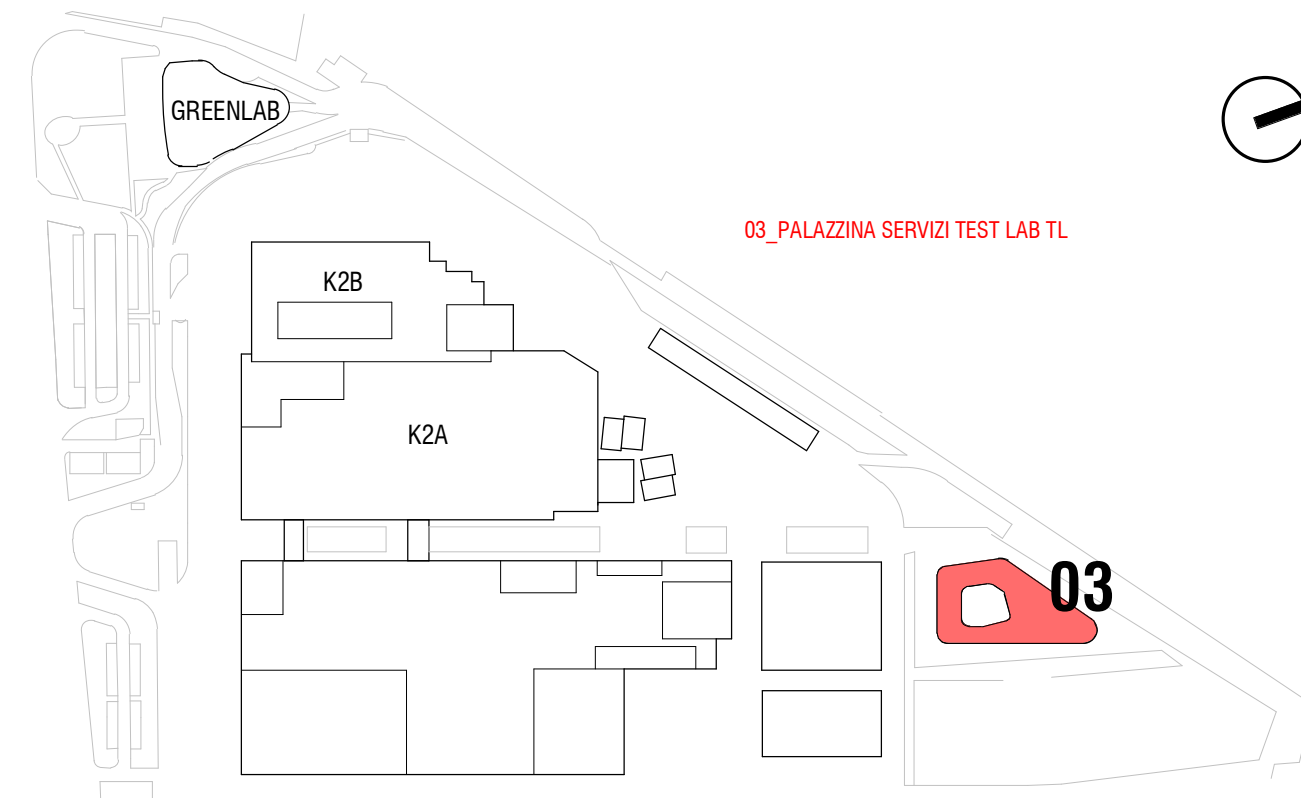 GREENLAB
03_PALAZZINA SERVIZI TEST LAB TL
K2B
K2A
03